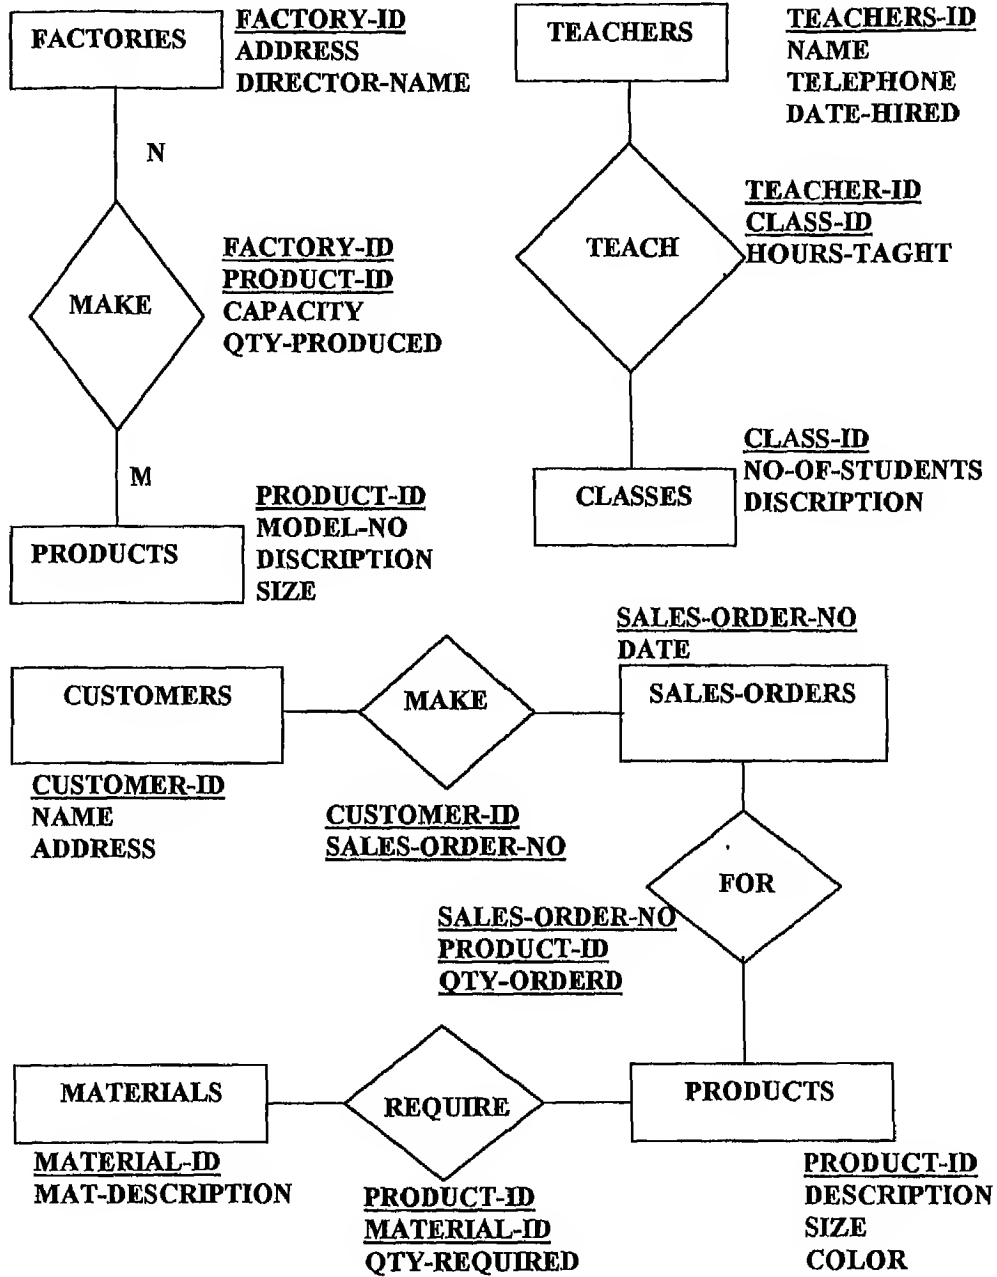 FACTORIES
FACTORY-ID
ADDRESS
DIRECTOR-NAME
N
MAKE
FACTORY-ID
PRODUCT-ID
CAPACITY
QTY-PRODUCED
M
PRODUCTS
PRODUCT-ID
MODEL-NO
DISCRIPTION
SIZE
TEACHERS
TEACHERS-ID
NAME
TELEPHONE
DATE-HIRED
TEACH
TEACHER-ID
CLASS-ID
HOURS-TAGHT
CLASSES
CLASS-ID
NO-OF-STUDENTS
DISCRIPTION
CUSTOMERS
CUSTOMER-ID
NAME
ADDRESS
MAKE
CUSTOMER-ID
SALES-ORDER-NO
SALES-ORDER-NO
DATE
SALES-ORDERS
FOR
SALES-ORDER-NO
PRODUCT-ID
QTY-ORDERD
MATERIALS
MATERIAL-ID
MAT-DESCRIPTION
REQUIRE
PRODUCT-ID
MATERIAL-ID
QTY-REQUIRED
PRODUCTS
PRODUCT-ID
DESCRIPTION
SIZE
COLOR